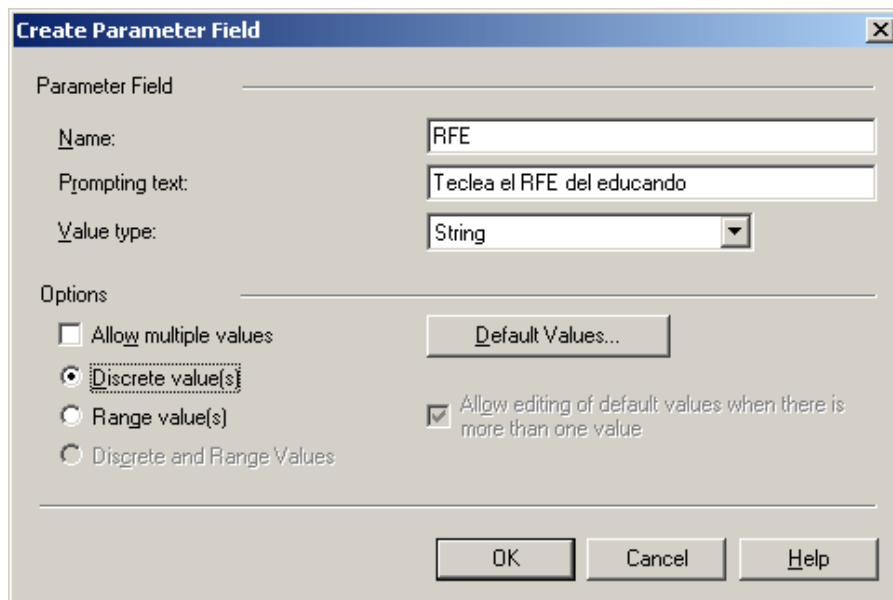 Create Parameter Field
Parameter Field
Name:
RFE
Prompting text:
Teclea el RFE del educando
Value type:
String
Options
Allow multiple values
Default Values...
Discrete value(s)
Range value(s)
Allow editing of default values when there is
more than one value
Discrete and Range Values
OK
Cancel
Help